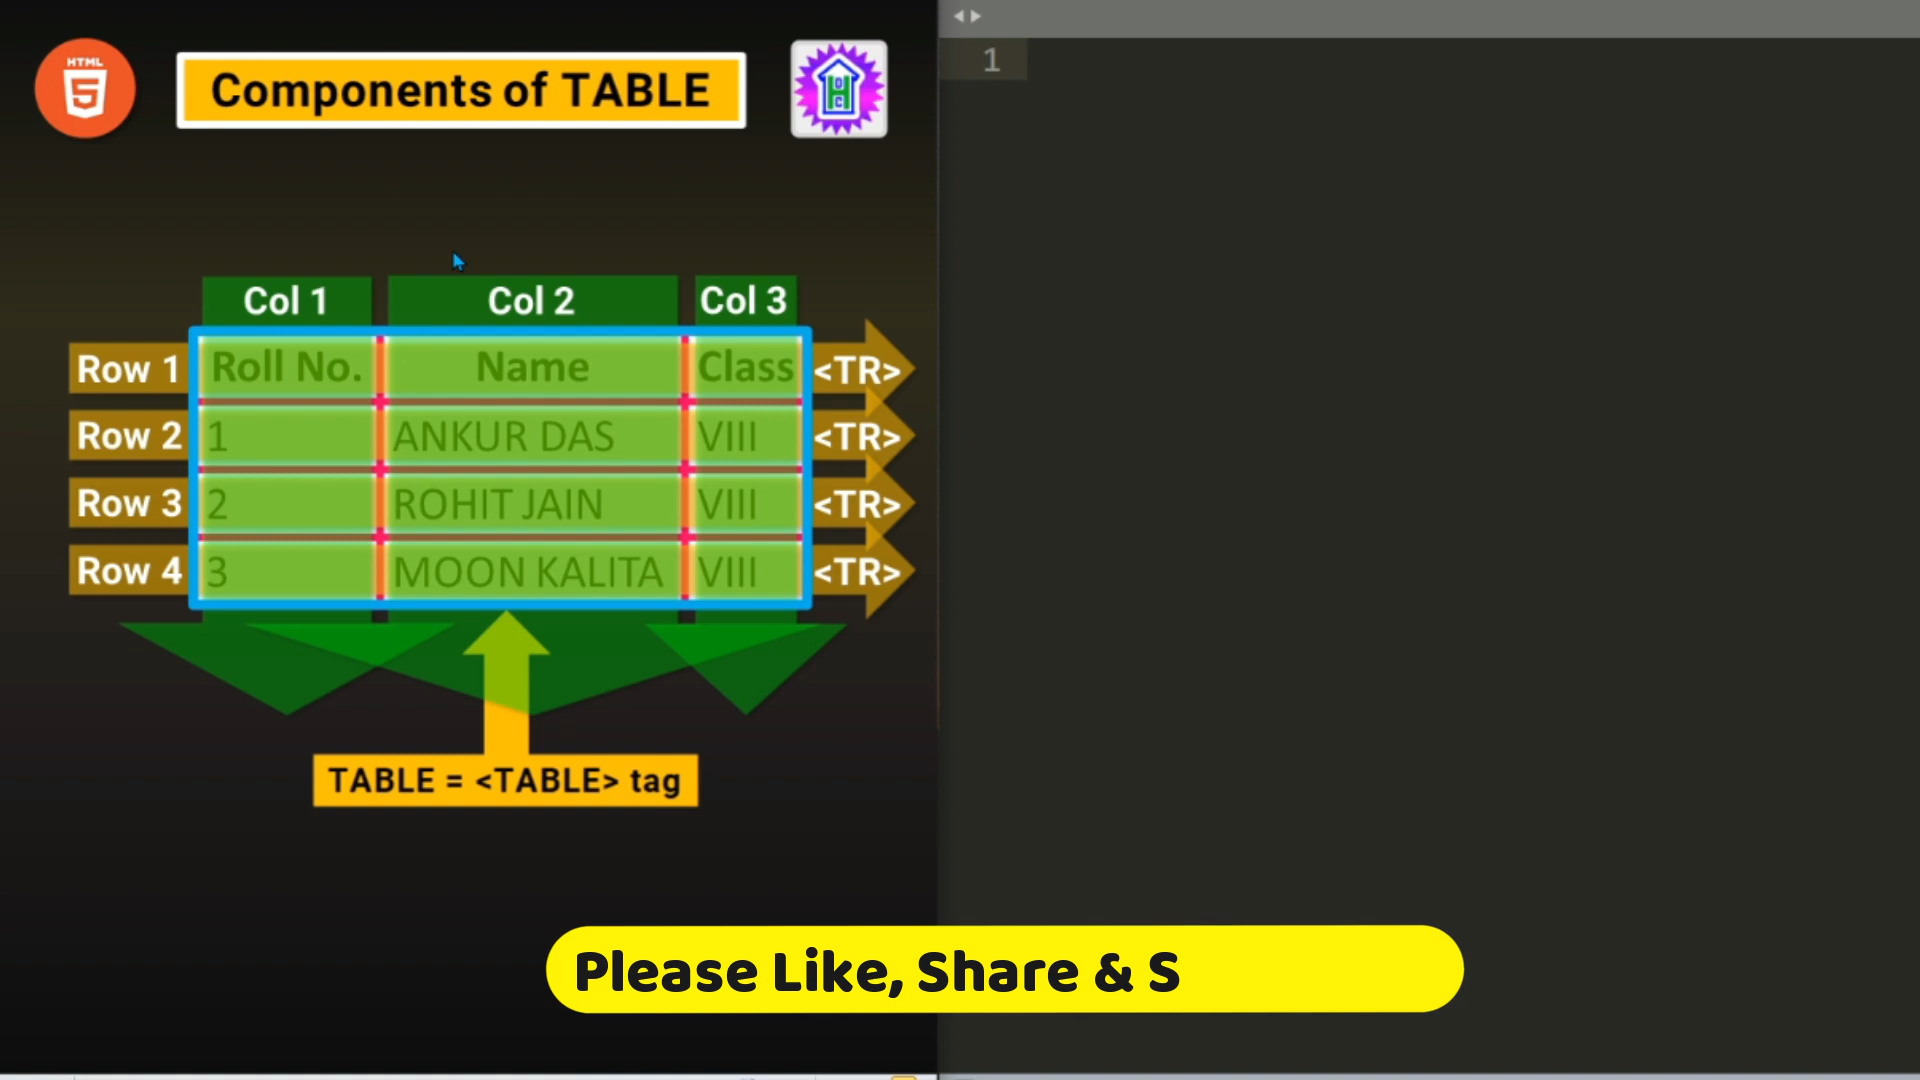 HTML
5
Components of TABLE
HOC
1
Col 1 Col 2 Col 3
Row 1 Roll No. Name Class <TR>
Row 2 1 ANKUR DAS VIII <TR>
Row 3 2 ROHIT JAIN VIII <TR>
Row 4 3 MOON KALITA VIII <TR>
TABLE = <TABLE> tag
Please Like, Share & S